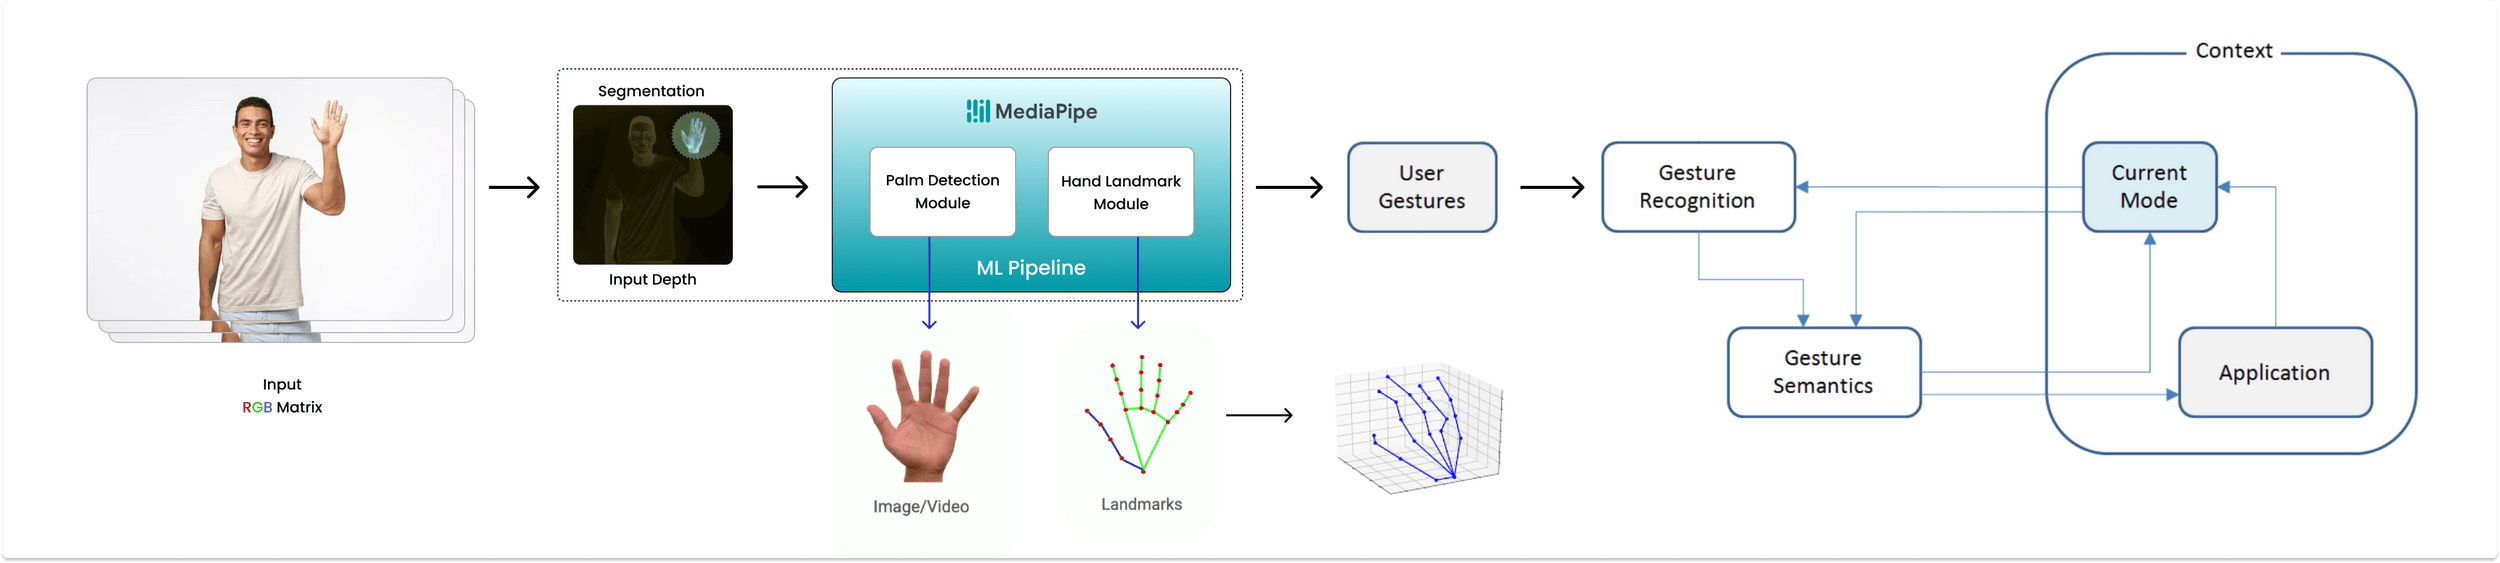 Input
RGB Matrix
Segmentation
Input Depth
MediaPipe
Palm Detection
Module
Hand Landmark
Module
ML Pipeline
Image/Video
Landmarks
User
Gestures
Gesture
Recognition
Gesture
Semantics
Context
Current
Mode
Application